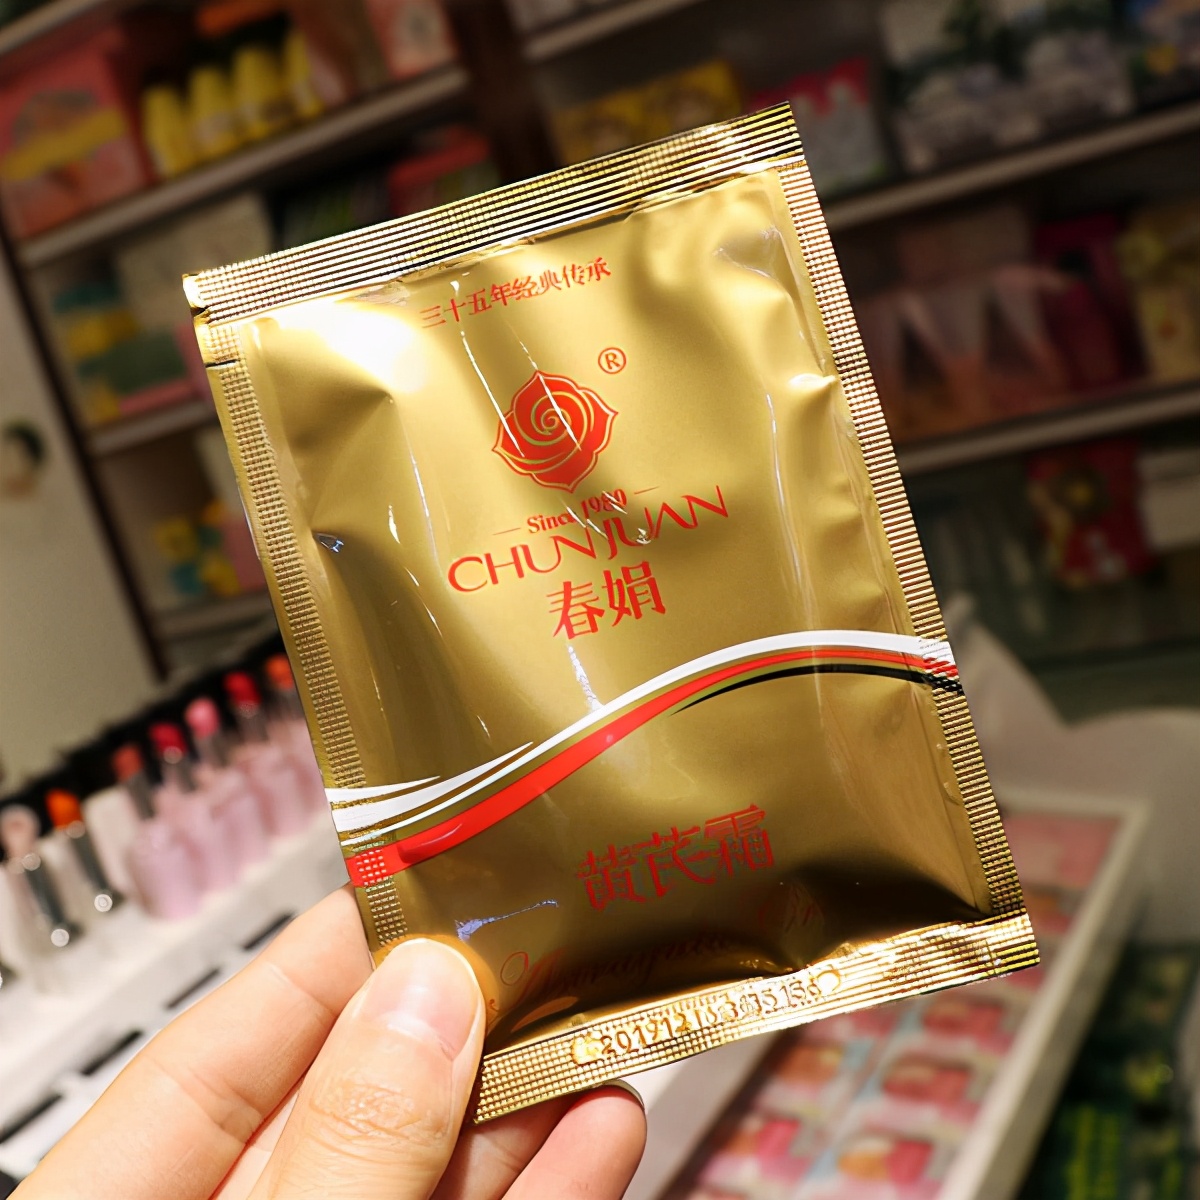 三十五年经典传承
®
Since 1980
CHUNJUAN
春娟
黄芪霜